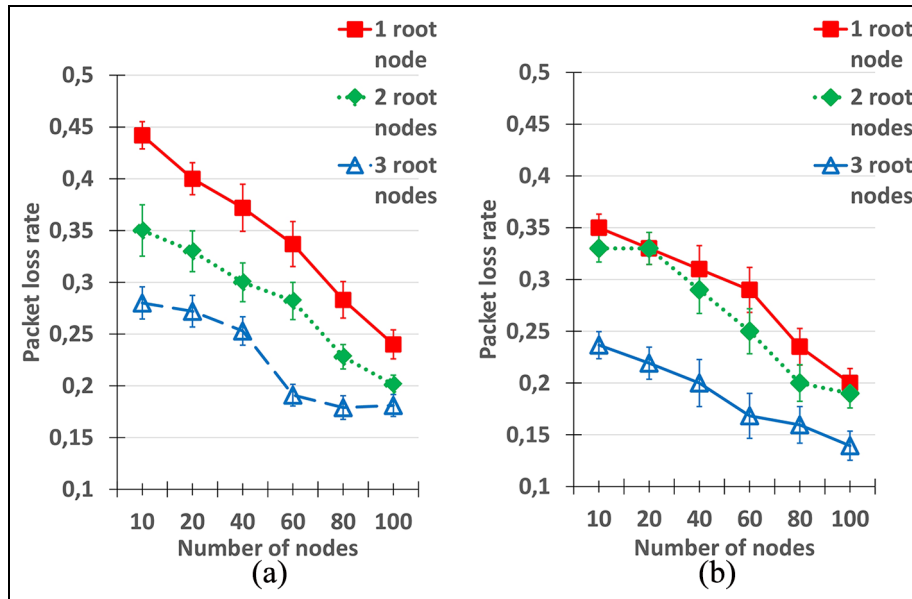 1 root
node
2 root
nodes
3 root
nodes
0,5
0,45
0,4
0,35
0,3
0,25
0,2
0,15
0,1
Packet loss rate
10 20 40 60 80 100
Number of nodes
(a)
1 root
node
2 root
nodes
3 root
nodes
0,5
0,45
0,4
0,35
0,3
0,25
0,2
0,15
0,1
Packet loss rate
10 20 40 60 80 100
Number of nodes
(b)